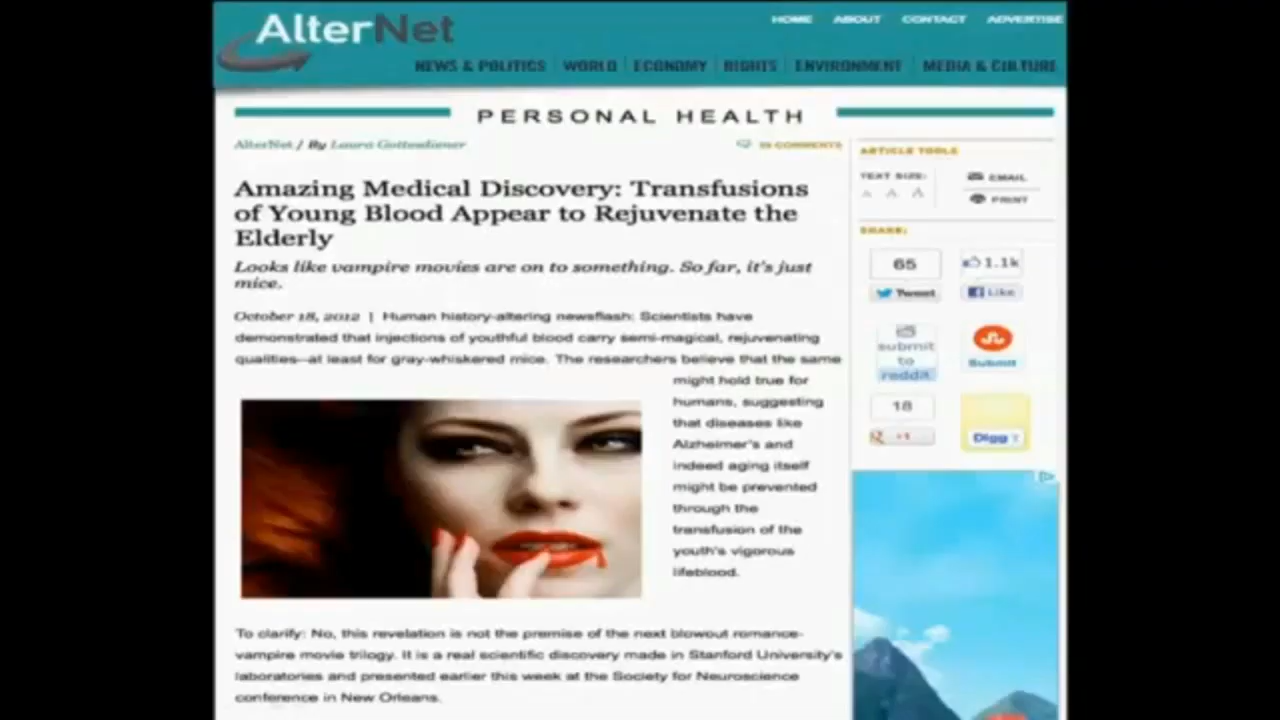 AlterNet
HOME ABOUT CONTACT ADVERTISE
NEWS & POLITICS WORLD ECONOMY RIGHTS ENVIRONMENT MEDIA & CULTURE
PERSONAL HEALTH
AlterNet / By Laura Gottesdiener
COMMENTS
Amazing Medical Discovery: Transfusions
of Young Blood Appear to Rejuvenate the
Elderly
Looks like vampire movies are on to something. So far, it's just
mice.
October 18, 2012 | Human history-altering newsflash: Scientists have
demonstrated that injections of youthful blood carry semi-magical, rejuvenating
qualities—at least for gray-whiskered mice. The researchers believe that the same
might hold true for
humans, suggesting
that diseases like
Alzheimer's and
indeed aging itself
might be prevented
through the
transfusion of the
youth's vigorous
lifeblood.
To clarify: No, this revelation is not the premise of the next blowout romance-
vampire movie trilogy. It is a real scientific discovery made in Stanford University's
laboratories and presented earlier this week at the Society for Neuroscience
conference in New Orleans.
ARTICLE TOOLS
TEXT SIZE:
A A A
EMAIL
PRINT
SHARE:
65
Tweet
1.1k
Like
submit
to
reddit
Submit
18
+1
Digg